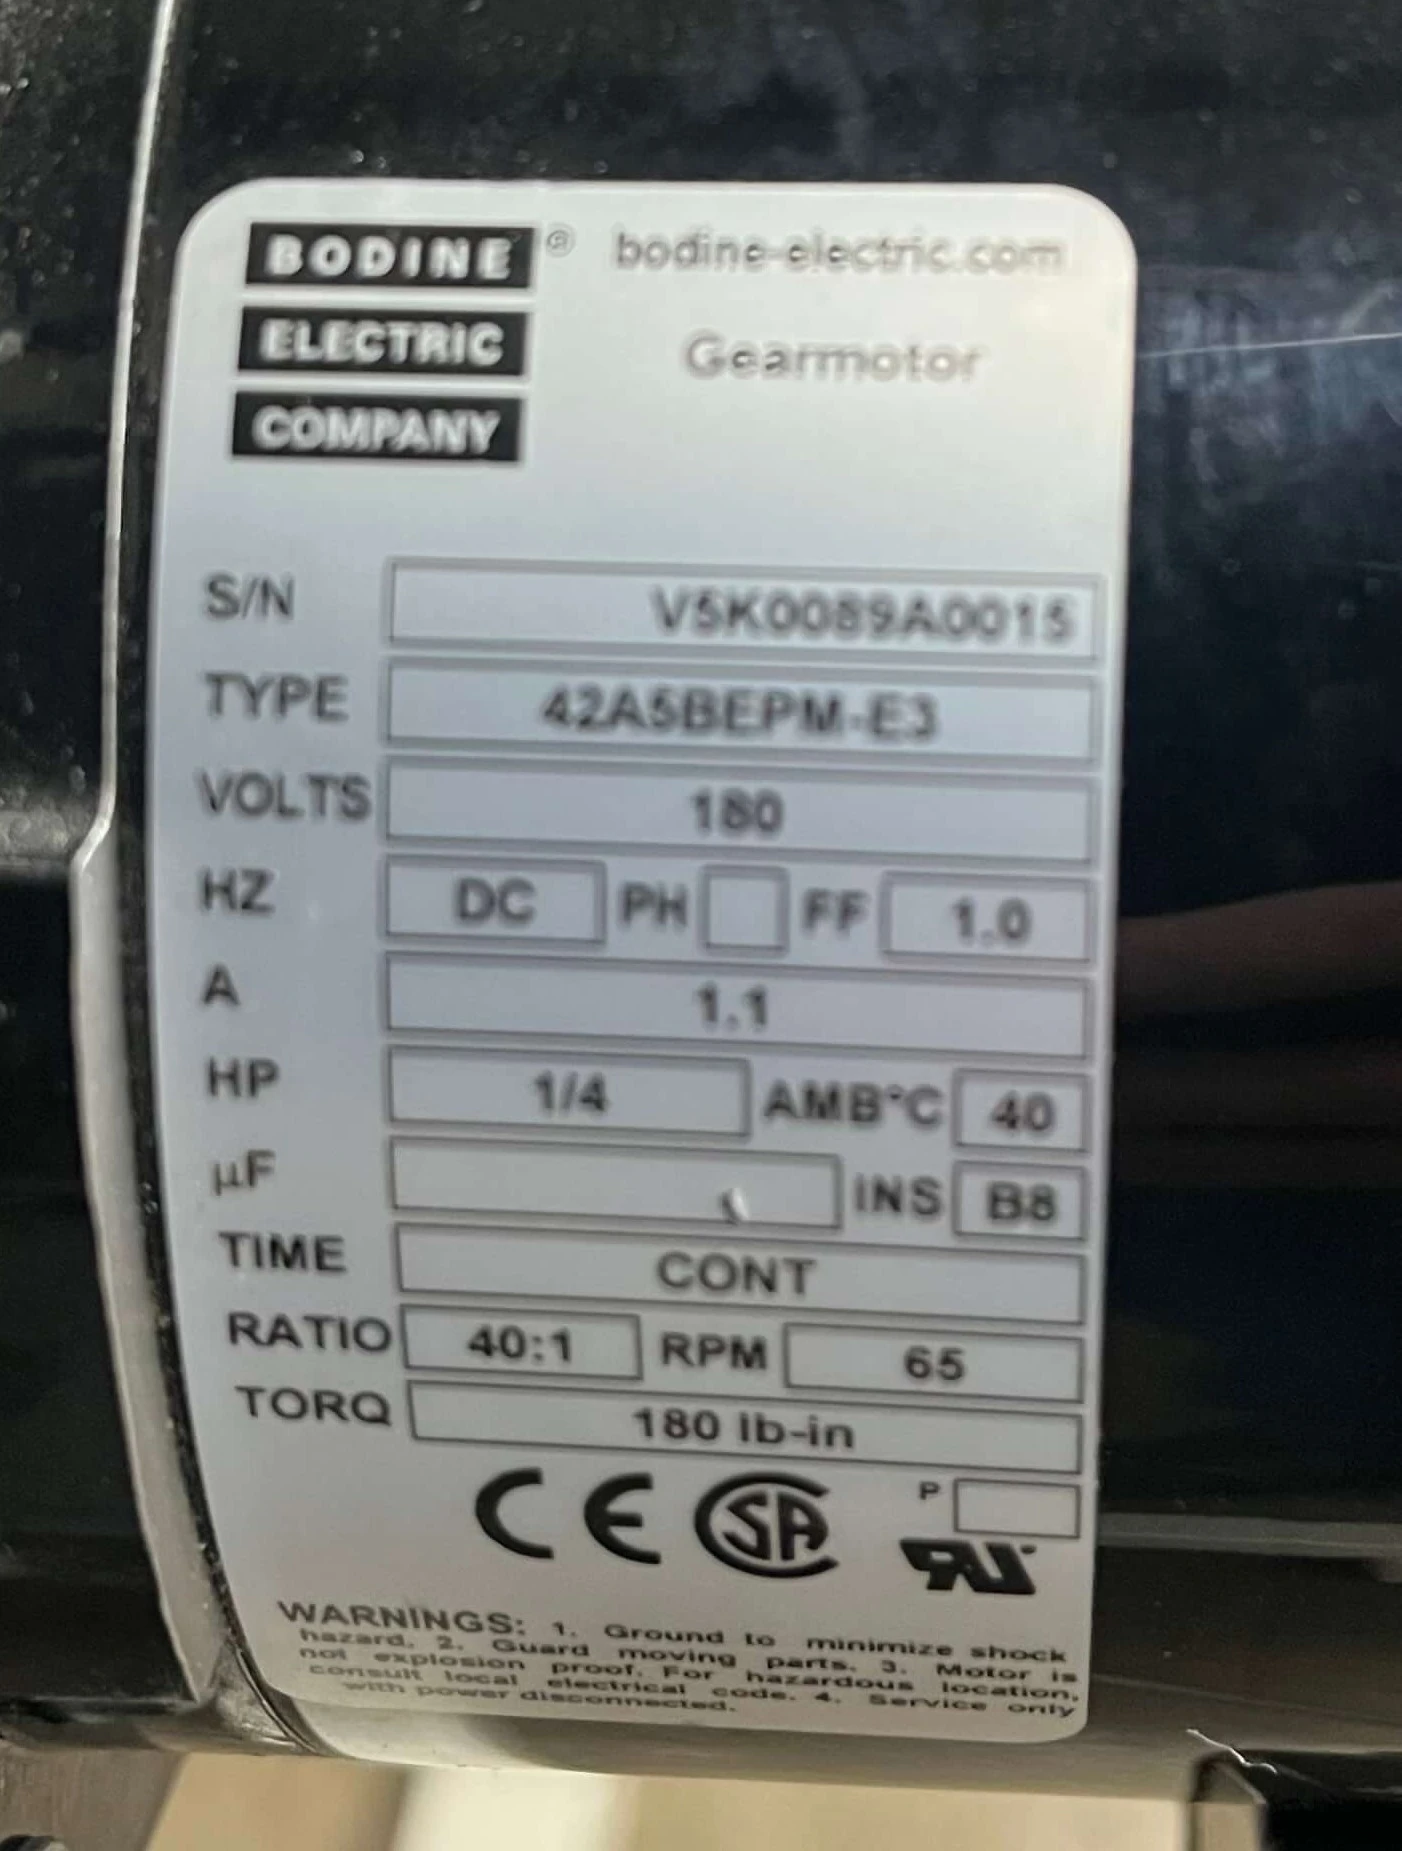 BODINE® bodine-electric.com
ELECTRIC Gearmotor
COMPANY
S/N V5K0089A0015
TYPE 42A5BEPM-E3
VOLTS 180
HZ DC PH FF 1.0
A 1.1
HP 1/4 AMB°C 40
µF INS B8
TIME CONT
RATIO 40:1 RPM 65
TORQ 180 lb-in
CE SA P
RU
WARNINGS: 1. Ground to minimize shock
hazard. 2. Guard moving parts. 3. Motor is
not explosion proof. For hazardous location,
consult local electrical code. 4. Service only
with power disconnected.